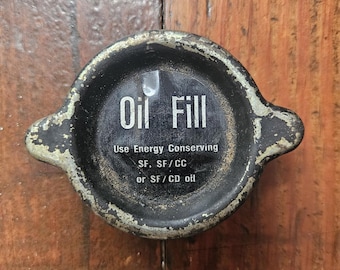 Oil Fill
Use Energy Conserving
SF, SF/CC
or SF/CD oil